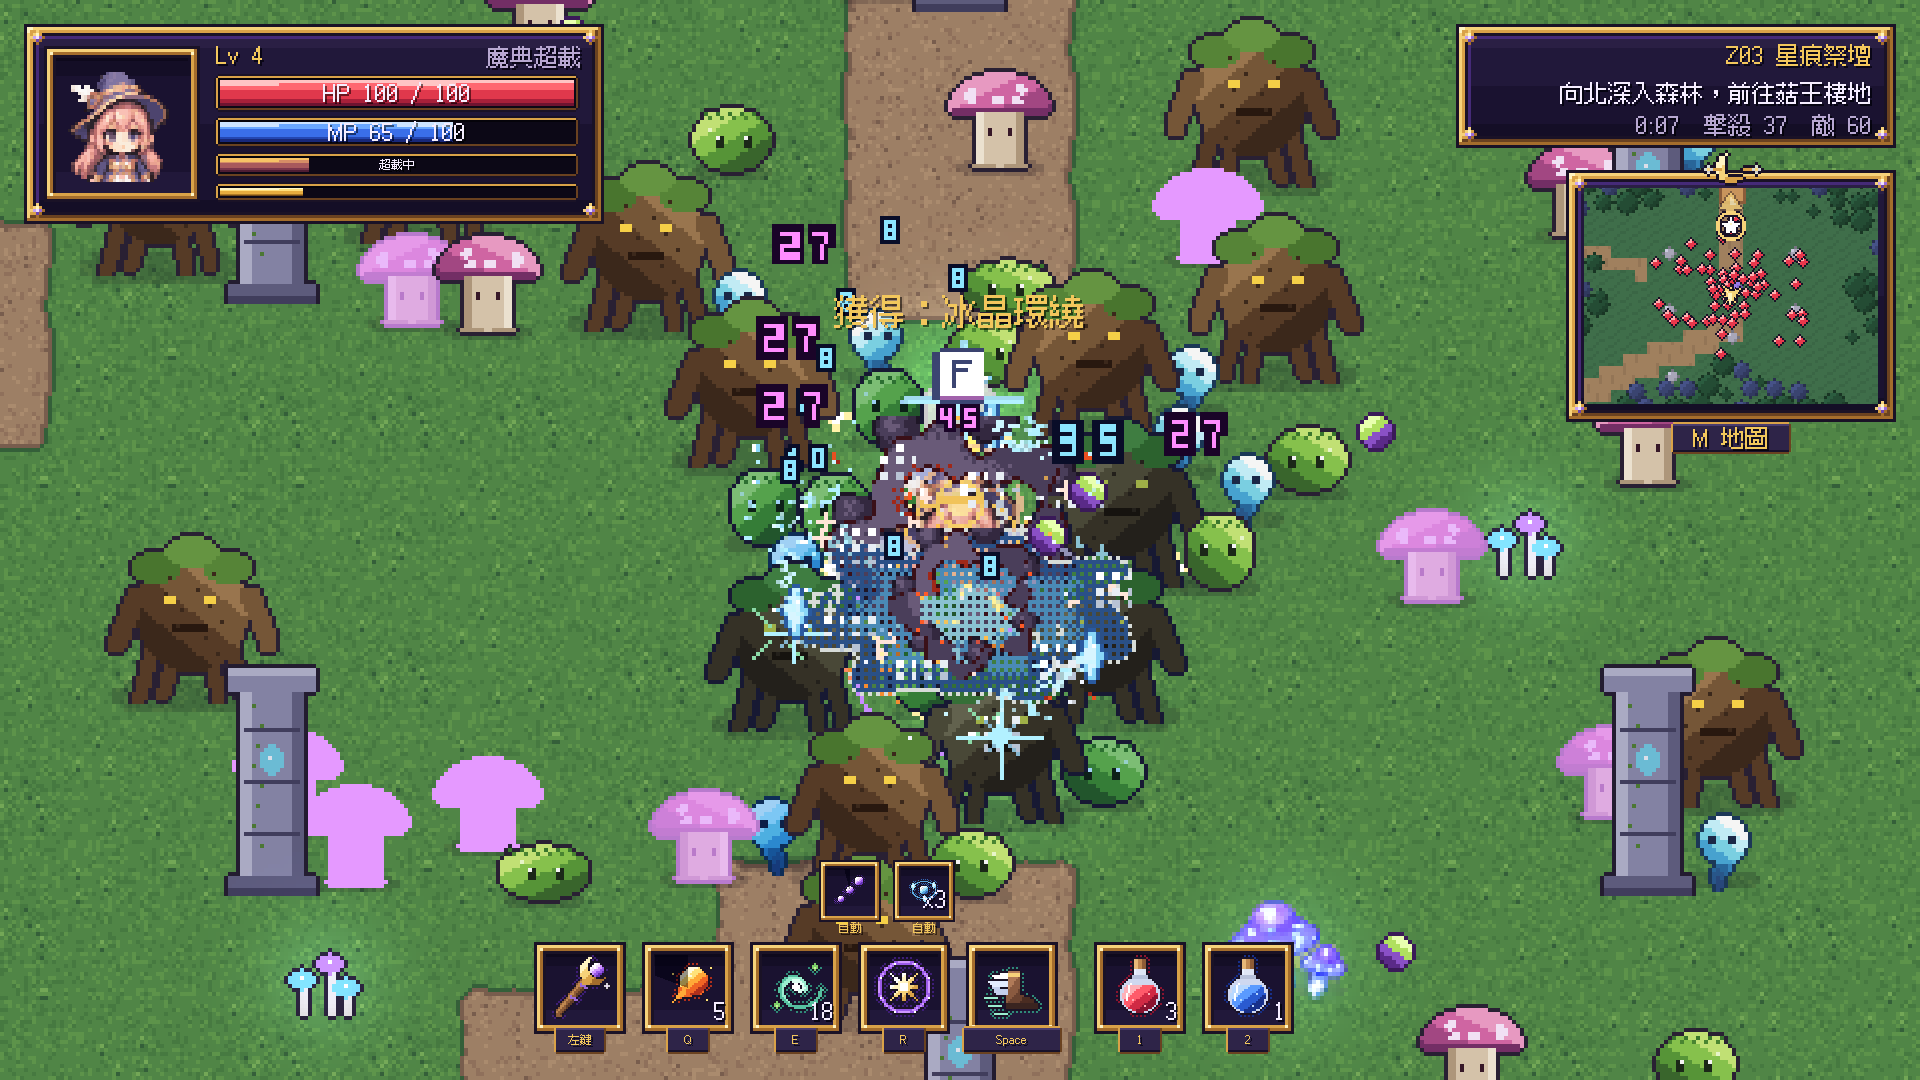 Lv 4
魔典超載
HP 100 / 100
MP 65 / 100
超載中
Z03 星痕祭壇
向北深入森林，前往菇王棲地
0:07 擊殺 37 敵 60
M 地圖
27
8
8
獲得：冰晶環繞
27
8
F
27
45
35
27
8
0
8
8
x3
自動
自動
5
18
3
1
左鍵
Q
E
R
Space
1
2